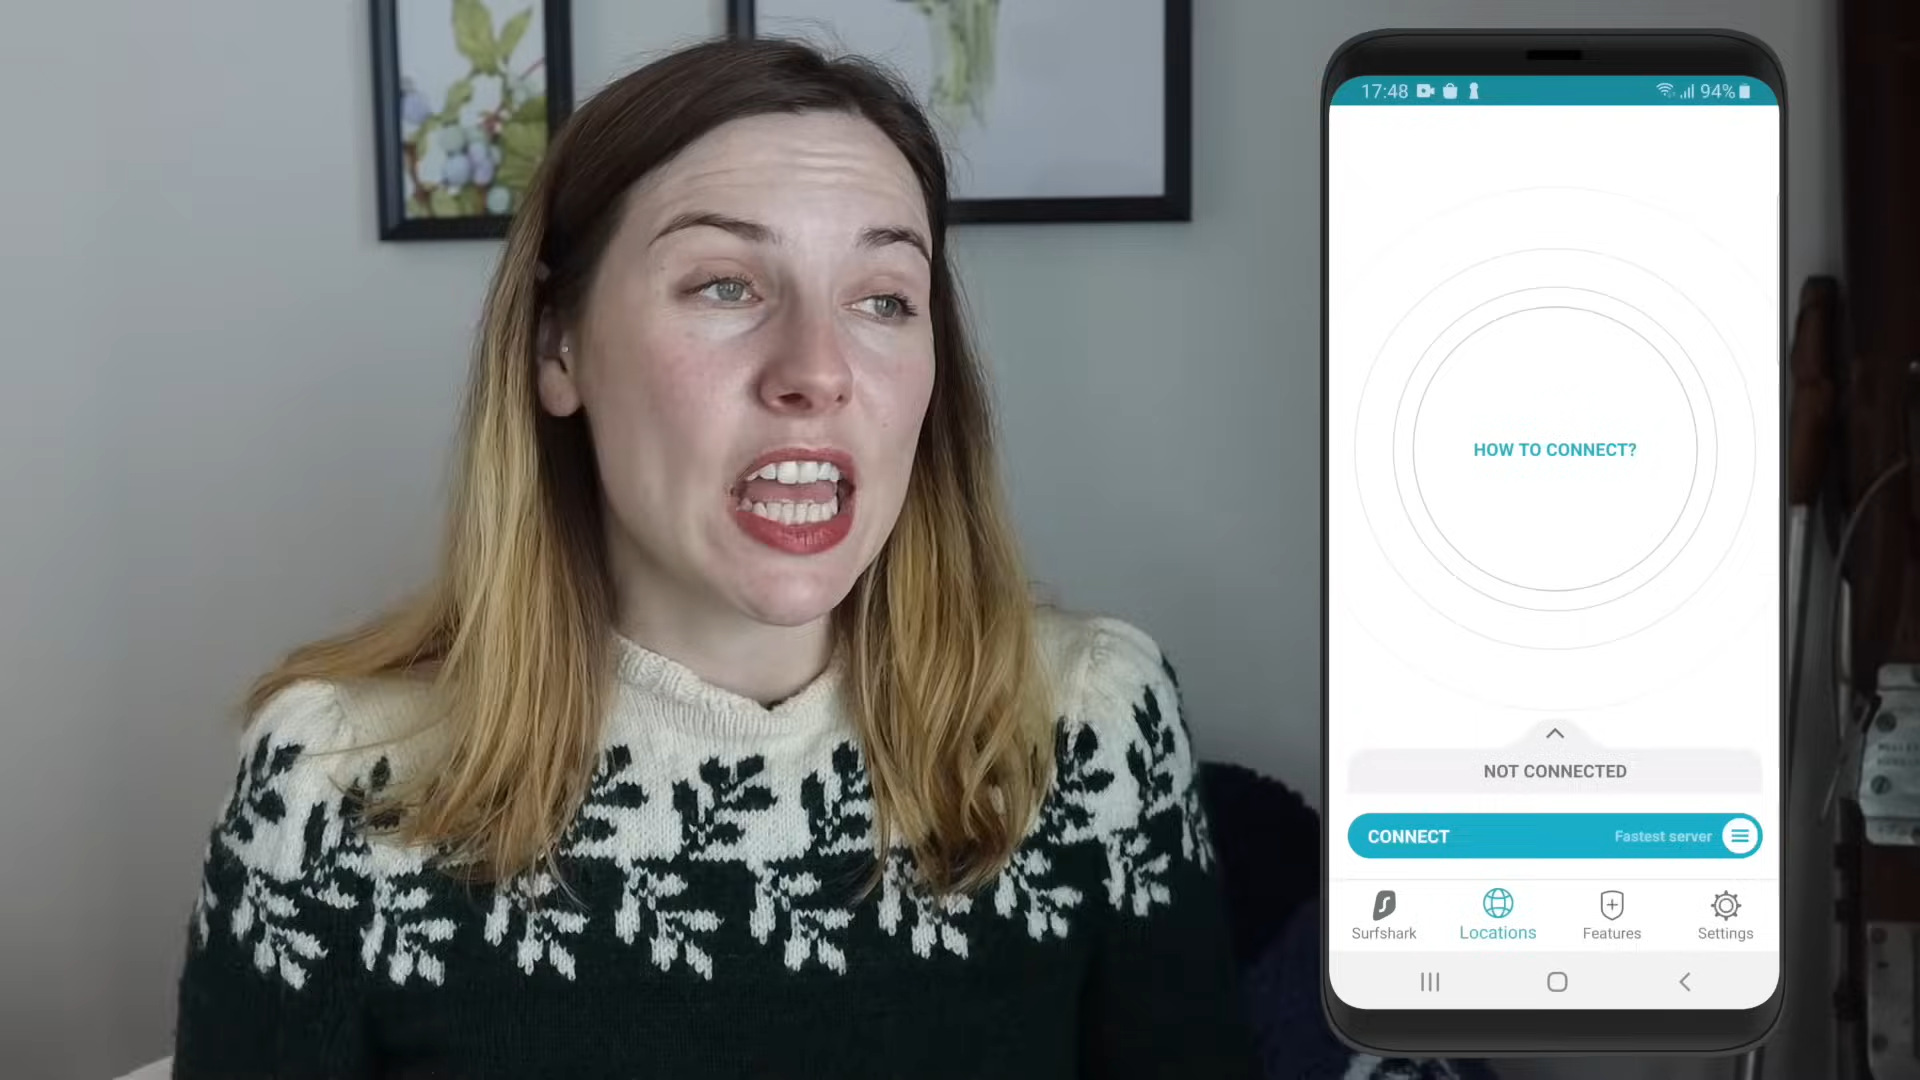 17:48 94%
HOW TO CONNECT?
NOT CONNECTED
CONNECT Fastest server
Surfshark Locations Features Settings